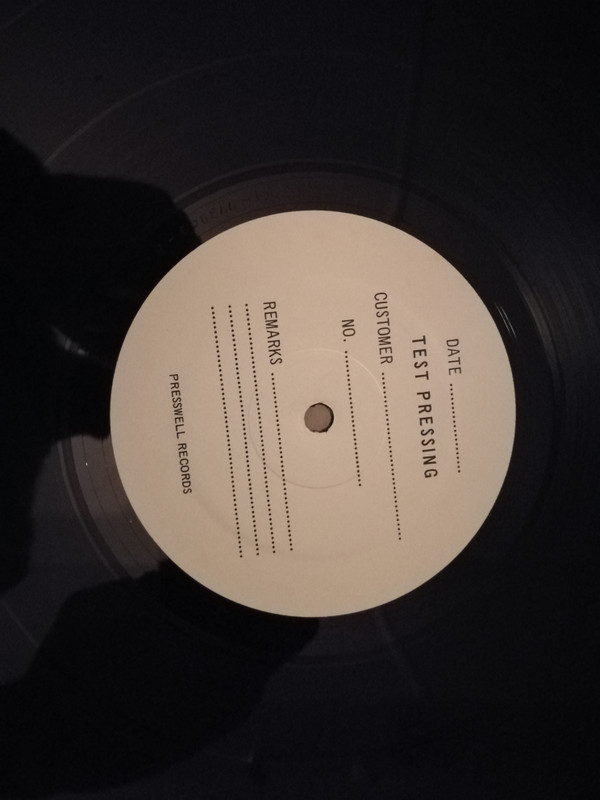 DATE ................
TEST PRESSING
CUSTOMER ..............................
NO. .........................
REMARKS ................................
.............................................
.............................................
.............................................
PRESSWELL RECORDS